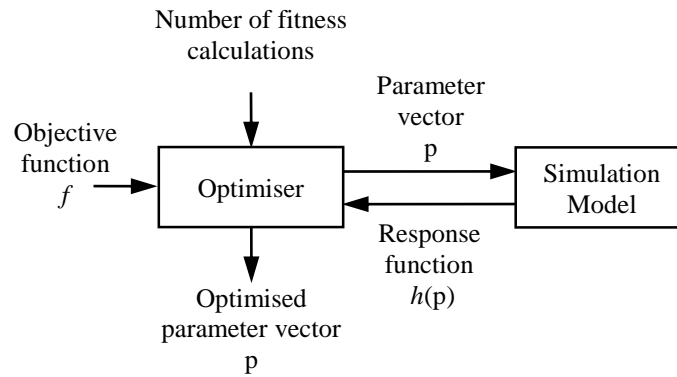 Number of fitness
calculations
Parameter
vector
p
Objective
function
f
Optimiser
Simulation
Model
Response
function
h(p)
Optimised
parameter vector
p